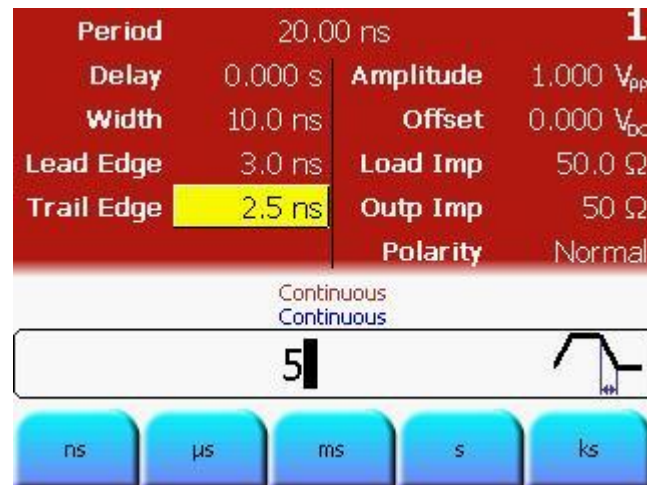 Period 20.00 ns 1
Delay 0.000 s Amplitude 1.000 Vpp
Width 10.0 ns Offset 0.000 VDC
Lead Edge 3.0 ns Load Imp 50.0 Ω
Trail Edge 2.5 ns Outp Imp 50 Ω
Polarity Normal
Continuous
Continuous
5
ns µs ms s ks